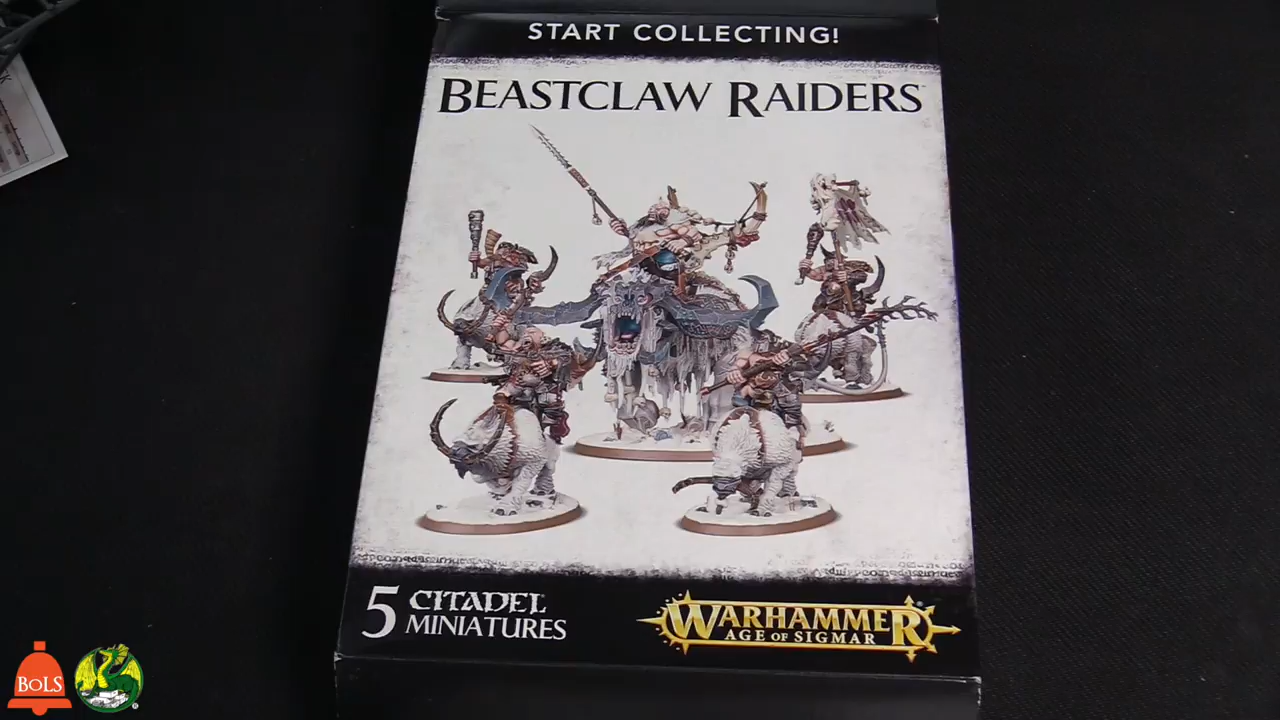 START COLLECTING!
BEASTCLAW RAIDERS
5 CITADEL
MINIATURES
WARHAMMER
AGE OF SIGMAR
BOLS